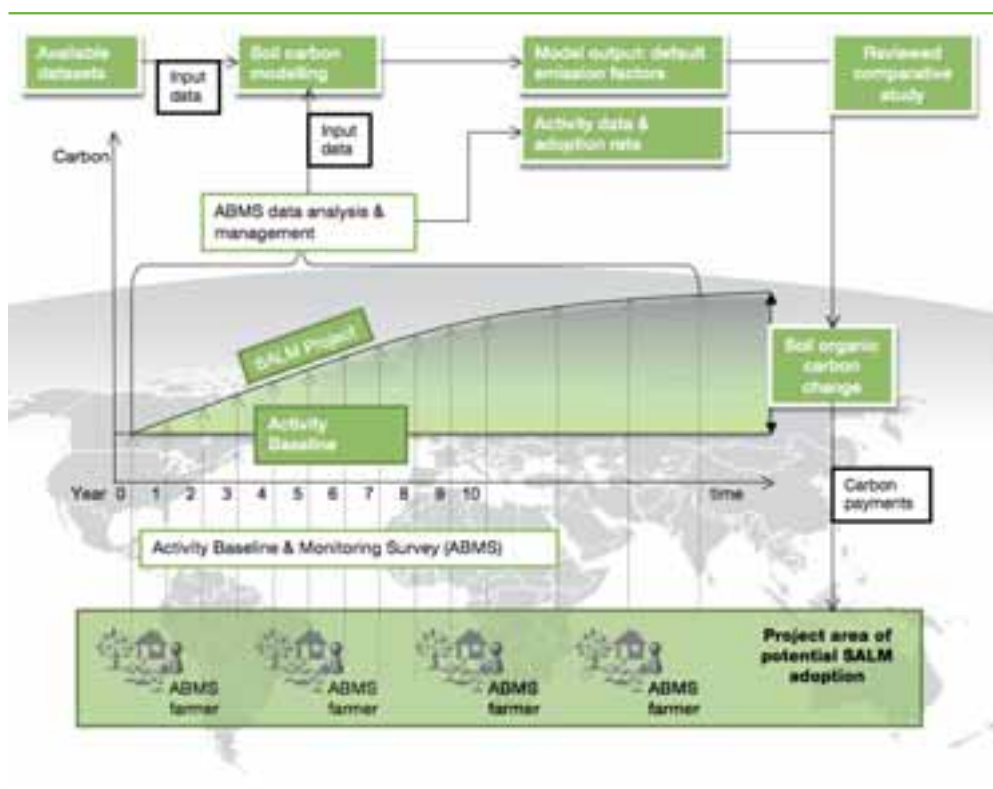 Available
datasets
Input
data
Soil carbon
modelling
Model output: default
emission factors
Reviewed
comparative
study
Input
data
Activity data &
adoption rate
Carbon
ABMS data analysis &
management
SALM Project
Soil organic
carbon
change
Activity
Baseline
Year 0 1 2 3 4 5 6 7 8 9 10 time
Carbon
payments
Activity Baseline & Monitoring Survey (ABMS)
Project area of
potential SALM
adoption
ABMS
farmer
ABMS
farmer
ABMS
farmer
ABMS
farmer